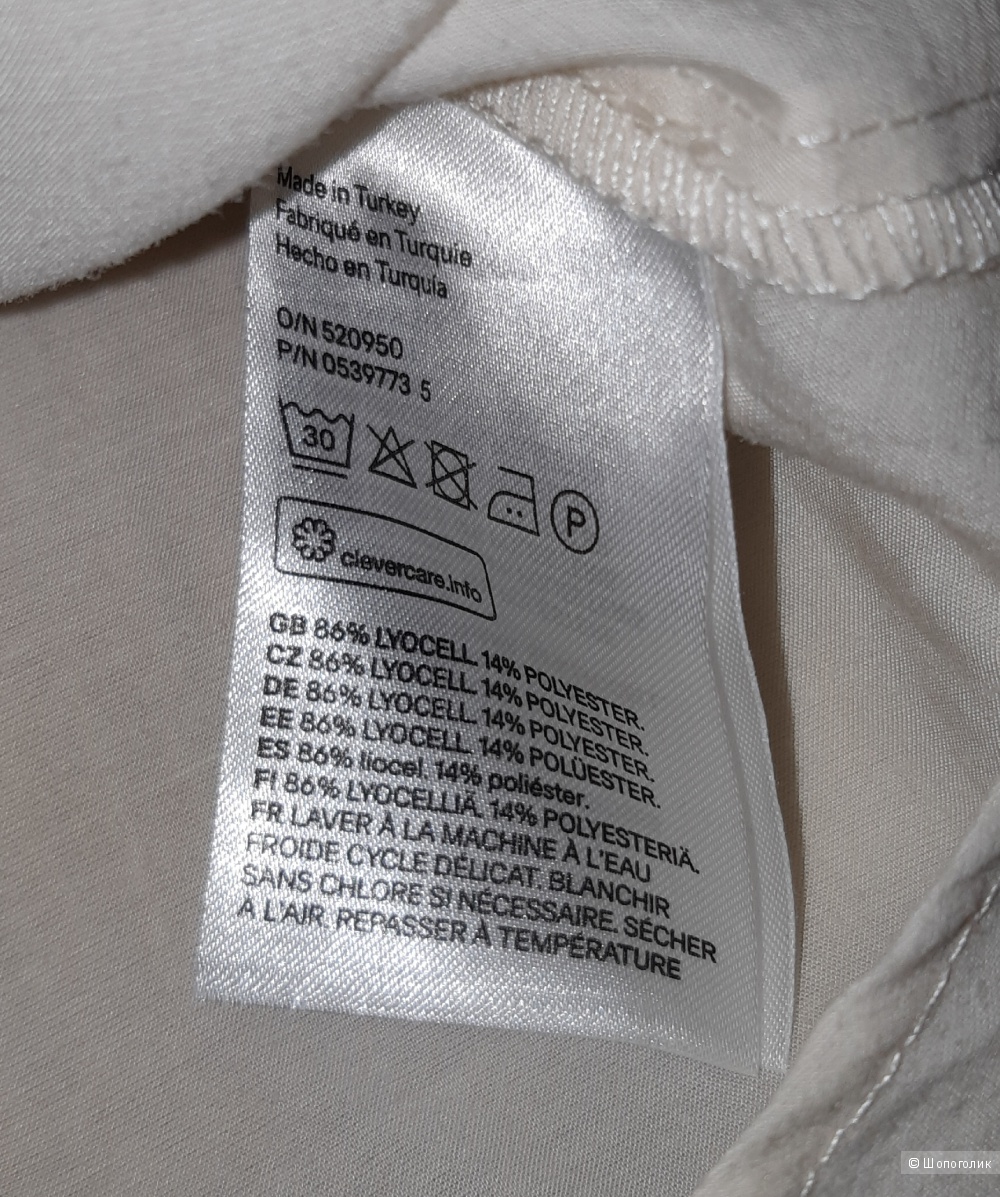 Made in Turkey
Fabriqué en Turquie
Hecho en Turquía
O/N 520950
P/N 0539773 5
30
P
clevercare.info
GB 86% LYOCELL. 14% POLYESTER.
CZ 86% LYOCELL. 14% POLYESTER.
DE 86% LYOCELL. 14% POLYESTER.
EE 86% LYOCELL. 14% POLÜESTER.
ES 86% liocel. 14% poliéster.
FI 86% LYOCELLIÄ. 14% POLYESTERIÄ.
FR LAVER À LA MACHINE À L'EAU
FROIDE CYCLE DÉLICAT. BLANCHIR
SANS CHLORE SI NÉCESSAIRE. SÉCHER
À L'AIR. REPASSER À TEMPÉRATURE
© Шопоголик